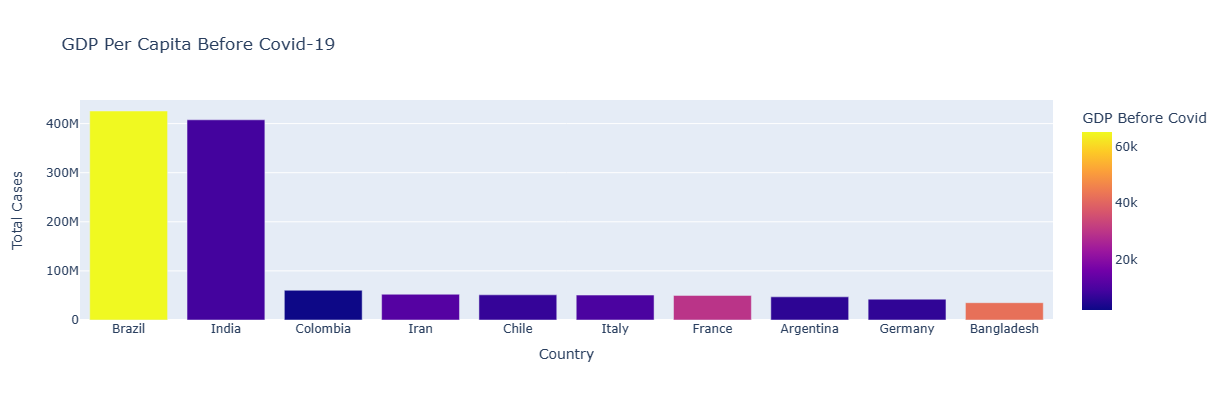 GDP Per Capita Before Covid-19
GDP Before Covid
60k
40k
20k
Total Cases
400M
300M
200M
100M
0
Brazil India Colombia Iran Chile Italy France Argentina Germany Bangladesh
Country